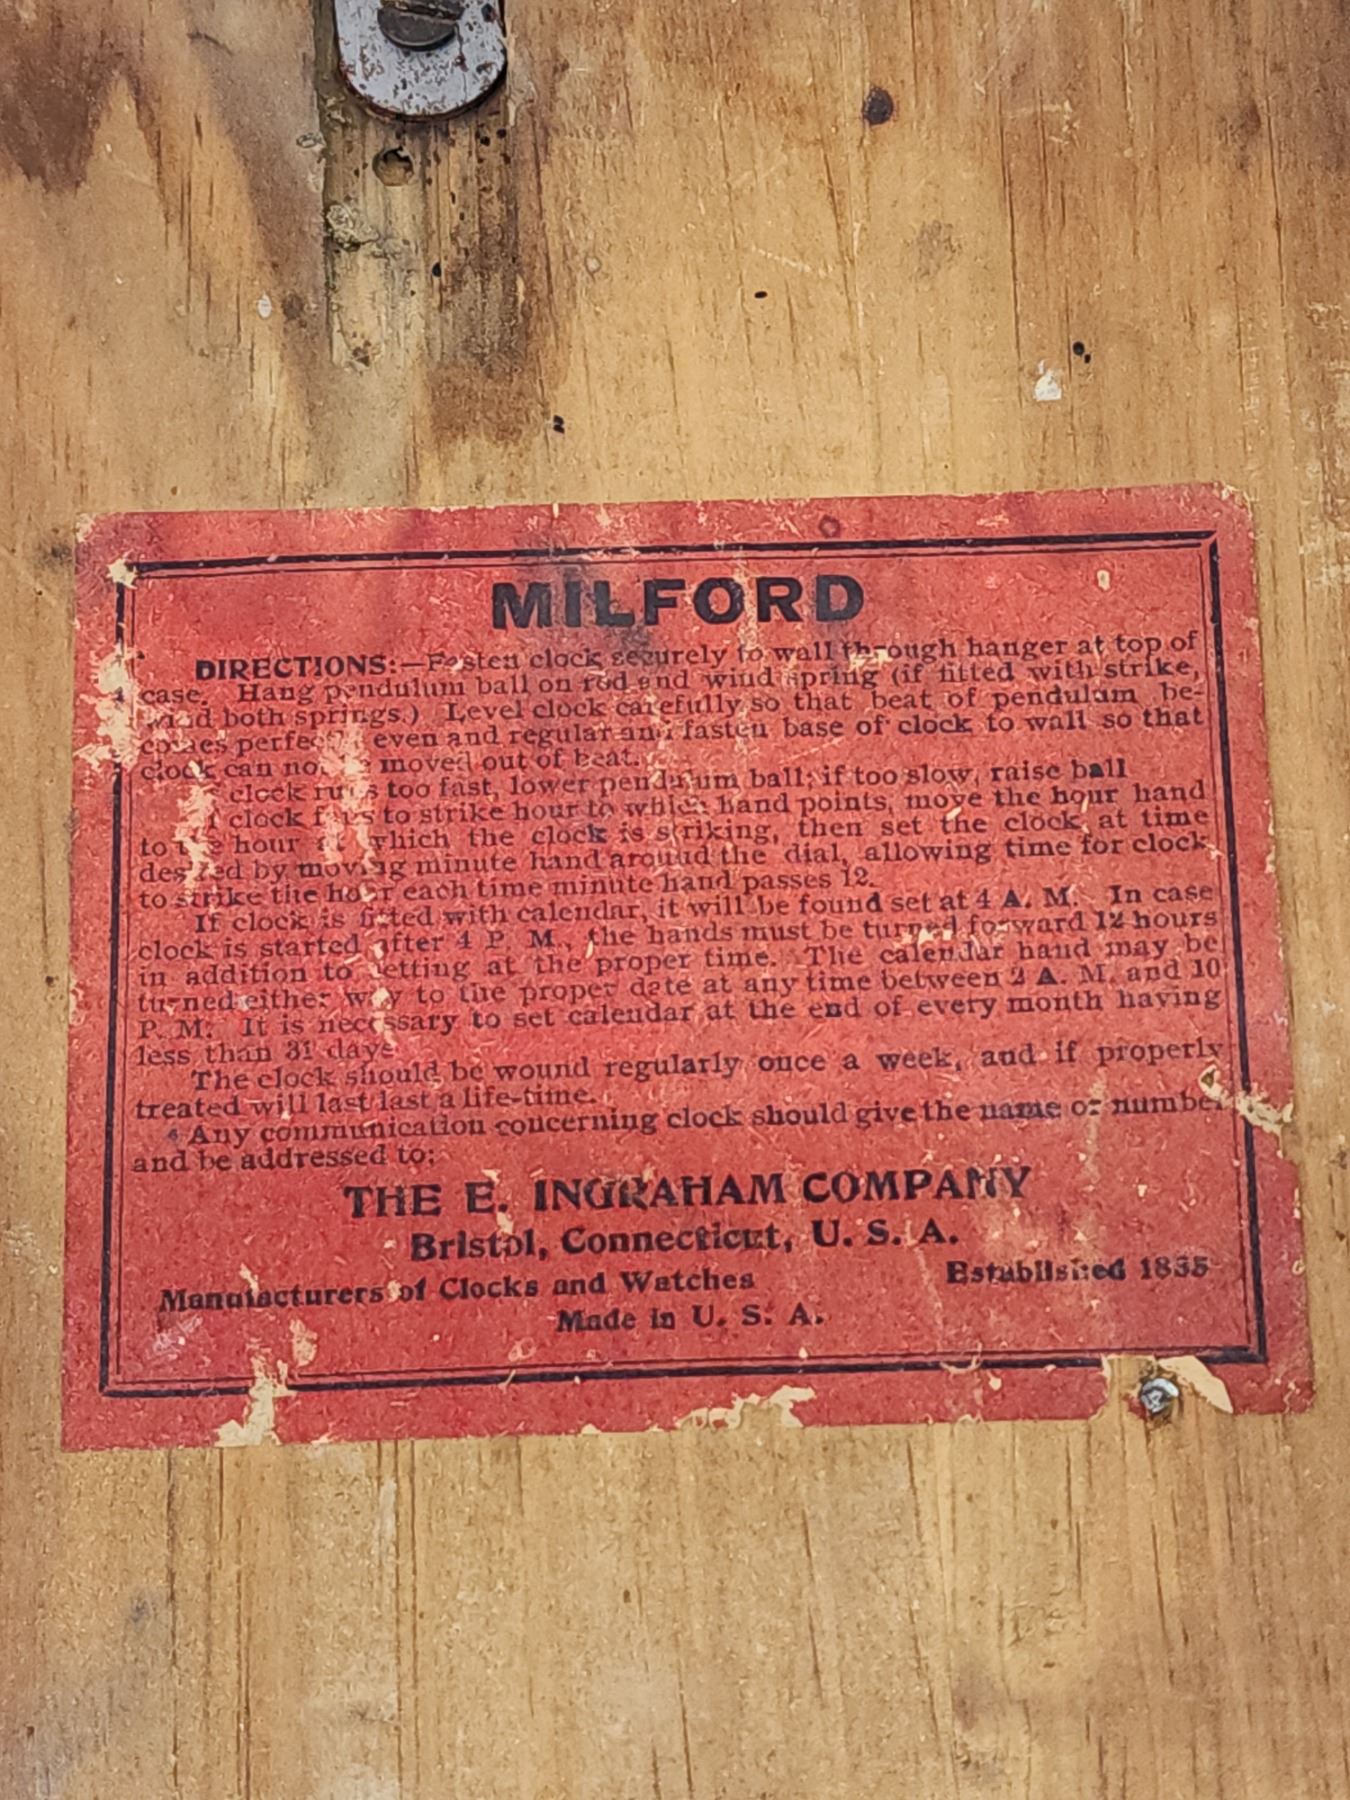 MILFORD
DIRECTIONS:—Fasten clock securely to wall through hanger at top of
case. Hang pendulum ball on rod and wind spring (if fitted with strike,
wind both springs.) Level clock carefully so that beat of pendulum be-
comes perfectly even and regular and fasten base of clock to wall so that
clock can not be moved out of beat.
If clock runs too fast, lower pendulum ball; if too slow, raise ball
If clock fails to strike hour to which hand points, move the hour hand
to the hour at which the clock is striking, then set the clock at time
desired by moving minute hand around the dial, allowing time for clock
to strike the hour each time minute hand passes 12.
If clock is fitted with calendar, it will be found set at 4 A. M. In case
clock is started after 4 P. M., the hands must be turned forward 12 hours
in addition to setting at the proper time. The calendar hand may be
turned either way to the proper date at any time between 2 A. M. and 10
P. M. It is necessary to set calendar at the end of every month having
less than 31 days
The clock should be wound regularly once a week, and if properly
treated will last last a life-time.
Any communication concerning clock should give the name or number
and be addressed to:
THE E. INGRAHAM COMPANY
Bristol, Connecticut, U. S. A.
Manufacturers of Clocks and Watches Established 1835
Made in U. S. A.